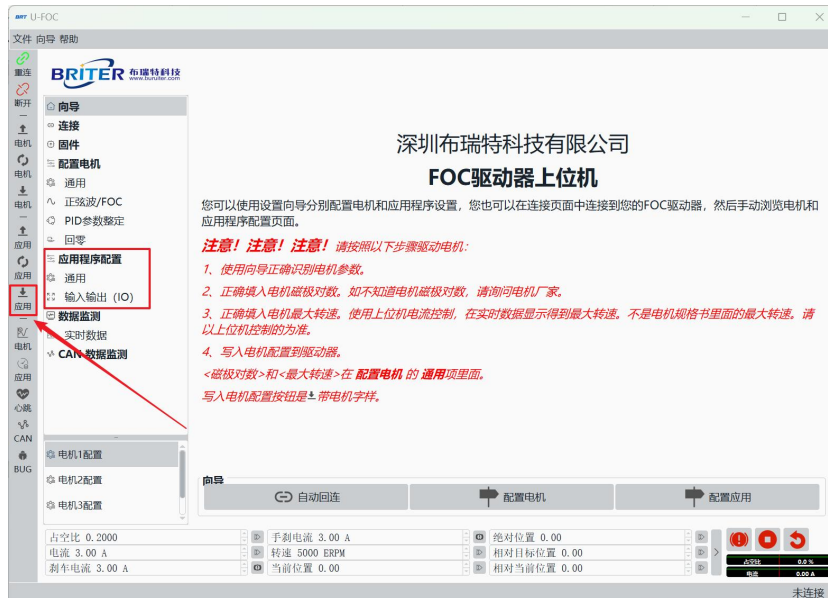 BRT U-FOC
文件 向导 帮助
重连
断开
电机
电机
电机
应用
应用
应用
电机
应用
心跳
CAN
BUG
BRITER 布瑞特科技
www.buruiter.com
向导
连接
固件
配置电机
通用
正弦波/FOC
PID参数整定
回零
应用程序配置
通用
输入输出 (IO)
数据监测
实时数据
CAN 数据监测
电机1配置
电机2配置
电机3配置
深圳布瑞特科技有限公司
FOC驱动器上位机
您可以使用设置向导分别配置电机和应用程序设置，您也可以在连接页面中连接到您的FOC驱动器，然后手动浏览电机和
应用程序配置页面。
注意！注意！注意！请按照以下步骤驱动电机：
1、使用向导正确识别电机参数。
2、正确填入电机磁极对数。如不知道电机磁极对数，请询问电机厂家。
3、正确填入电机最大转速。使用上位机电流控制，在实时数据显示得到最大转速。不是电机规格书里面的最大转速。请
以上位机控制的为准。
4、写入电机配置到驱动器。
<磁极对数>和<最大转速>在 配置电机 的 通用项里面。
写入电机配置按钮是带电机字样。
向导
自动回连 配置电机 配置应用
占空比 0.2000 手刹电流 3.00 A 绝对位置 0.00
电流 3.00 A 转速 5000 ERPM 相对目标位置 0.00
刹车电流 3.00 A 当前位置 0.00 相对当前位置 0.00
占空比 0.0 %
电流 0.00 A
未连接